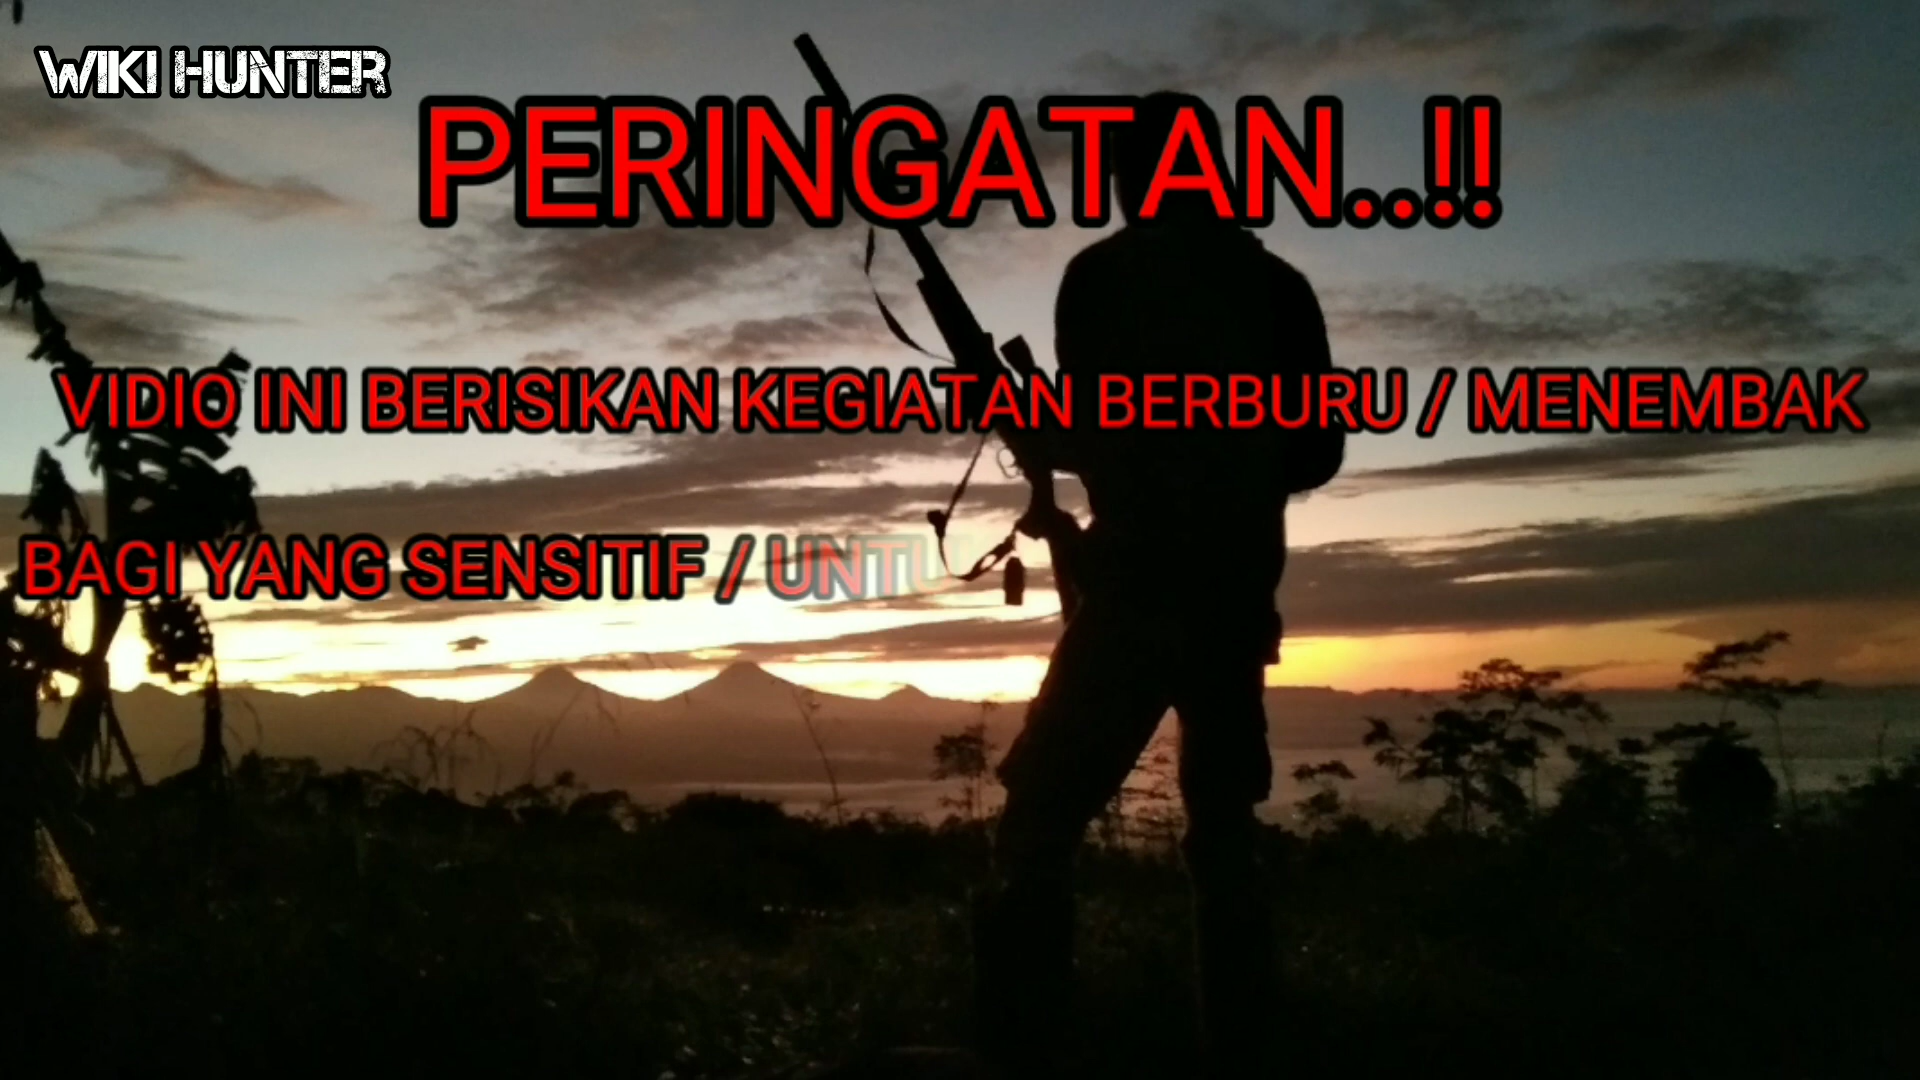 WIKI HUNTER
PERINGATAN..!!
VIDIO INI BERISIKAN KEGIATAN BERBURU / MENEMBAK
BAGI YANG SENSITIF /